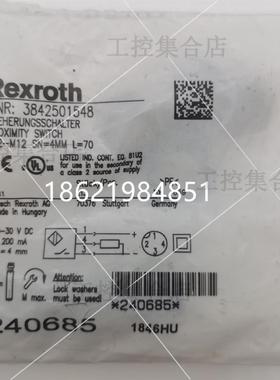 工控集合店
Rexroth
NR: 3842501548
EHERUNGSSCHALTER
OXIMITY SWITCH
-M12 SN=4MM L=70
LISTED IND. CONT. EQ. 81U2
for use in the secondary of
a class 2 source of supply
18621984851
sch Rexroth AG
70376 Stuttgart
Germany
ade in Hungary
-30 V DC
200 mA
= 4 mm
Attention:
Lock washers
must be used!
M max.
*240685*
240685
1846HU